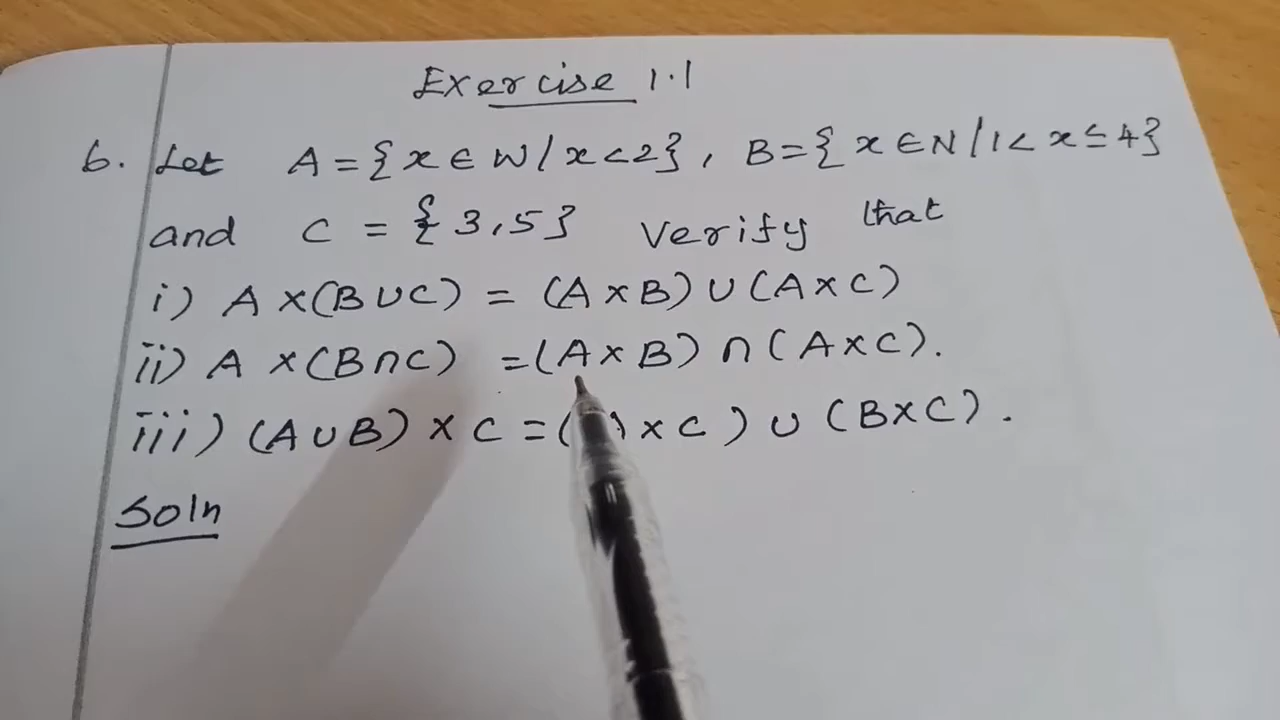 Exercise 1.1
6. Let A = {x ∈ W / x < 2}, B = {x ∈ N / 1 < x ≤ 4}
and C = {3, 5} verify that
i) A × (B ∪ C) = (A × B) ∪ (A × C)
ii) A × (B ∩ C) = (A × B) ∩ (A × C).
iii) (A ∪ B) × C = ( × C) ∪ (B × C).
Soln